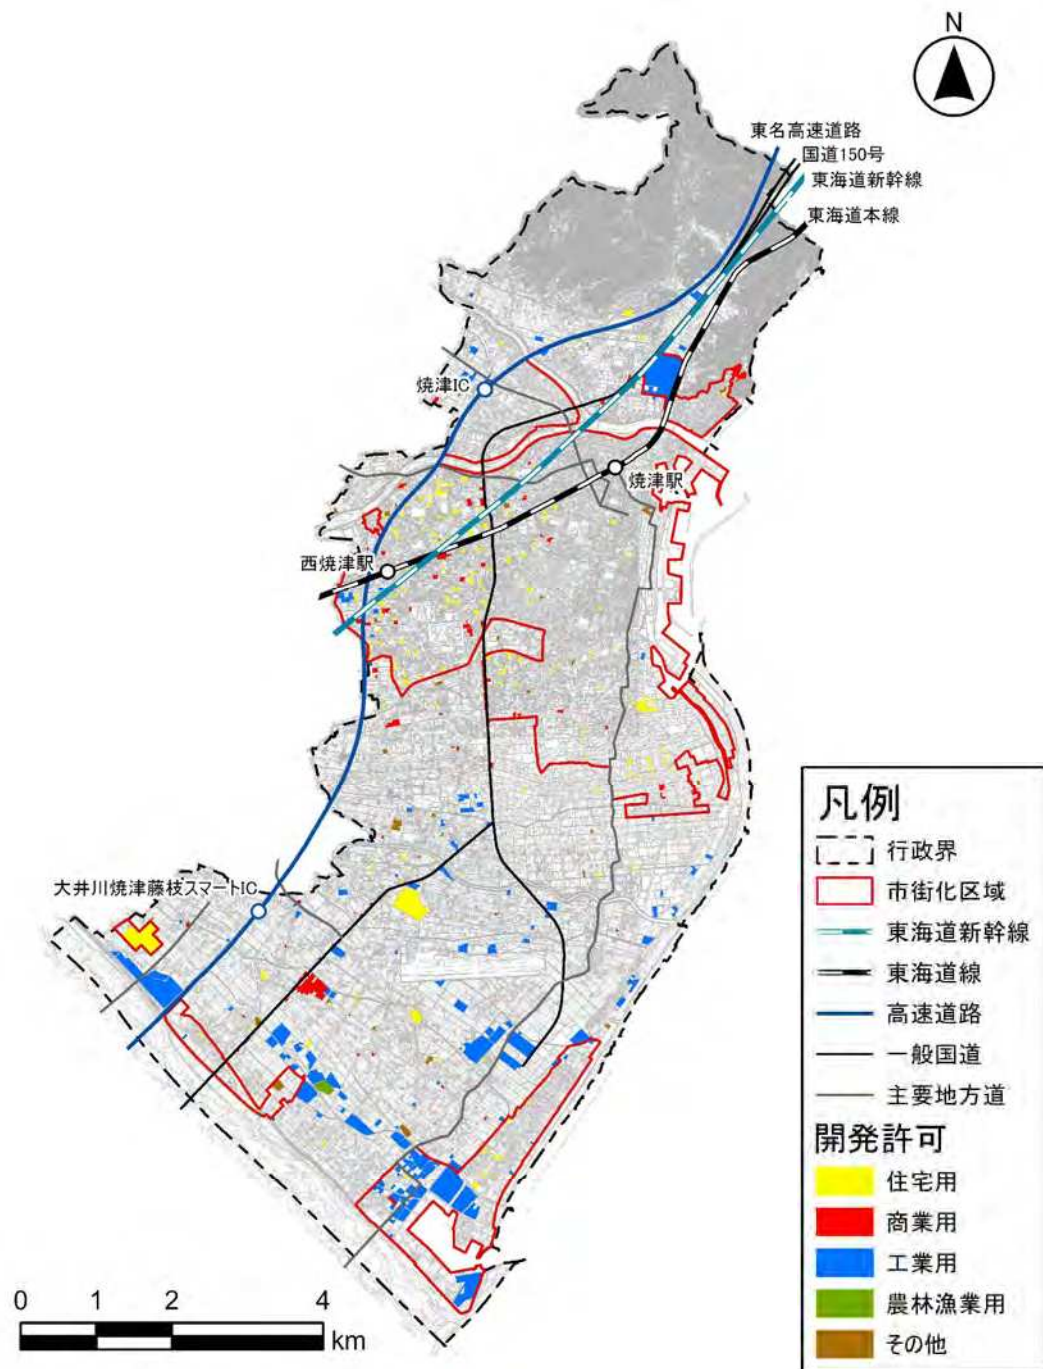 N
東名高速道路
国道150号
東海道新幹線
東海道本線
焼津IC
焼津駅
西焼津駅
大井川焼津藤枝スマートIC
凡例
行政界
市街化区域
東海道新幹線
東海道線
高速道路
一般国道
主要地方道
開発許可
住宅用
商業用
工業用
農林漁業用
その他
0 1 2 4
km